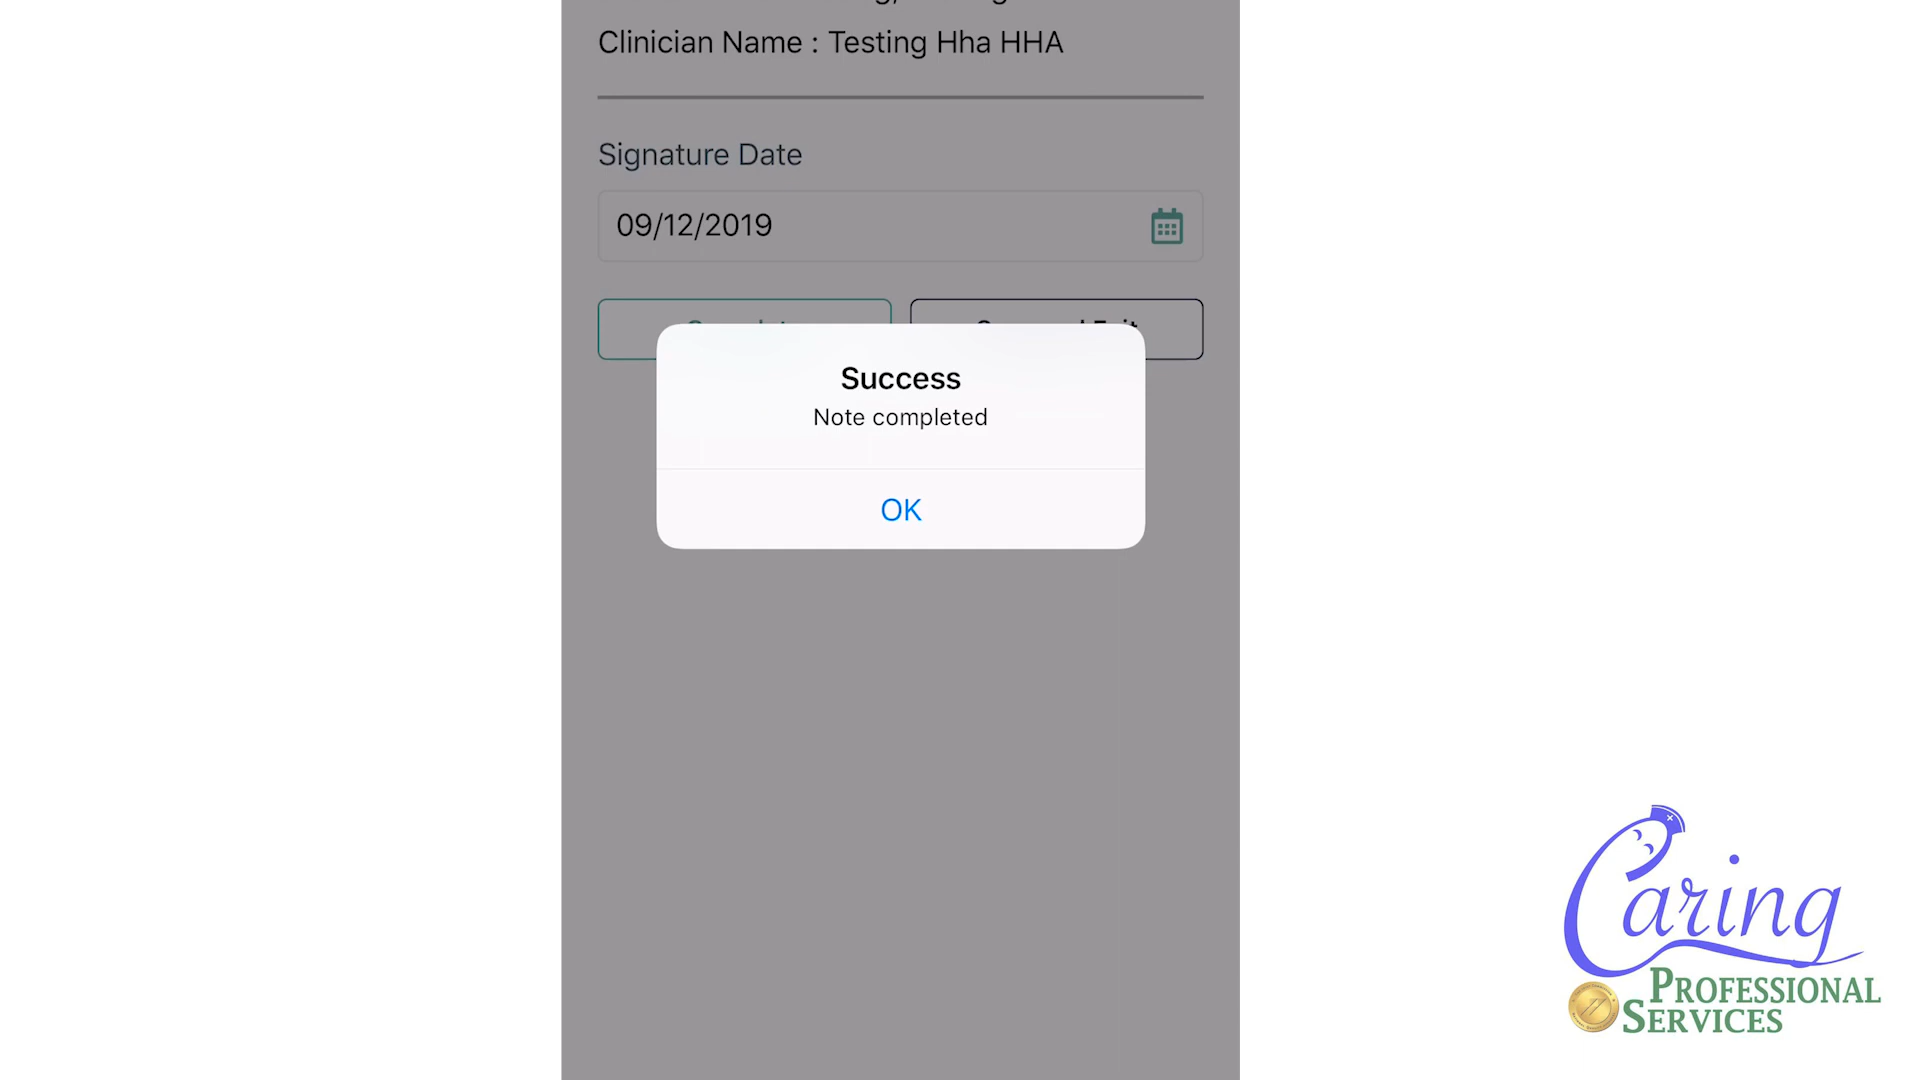 Clinician Name : Testing Hha HHA
Signature Date
09/12/2019
Success
Note completed
OK
Caring
PROFESSIONAL
SERVICES